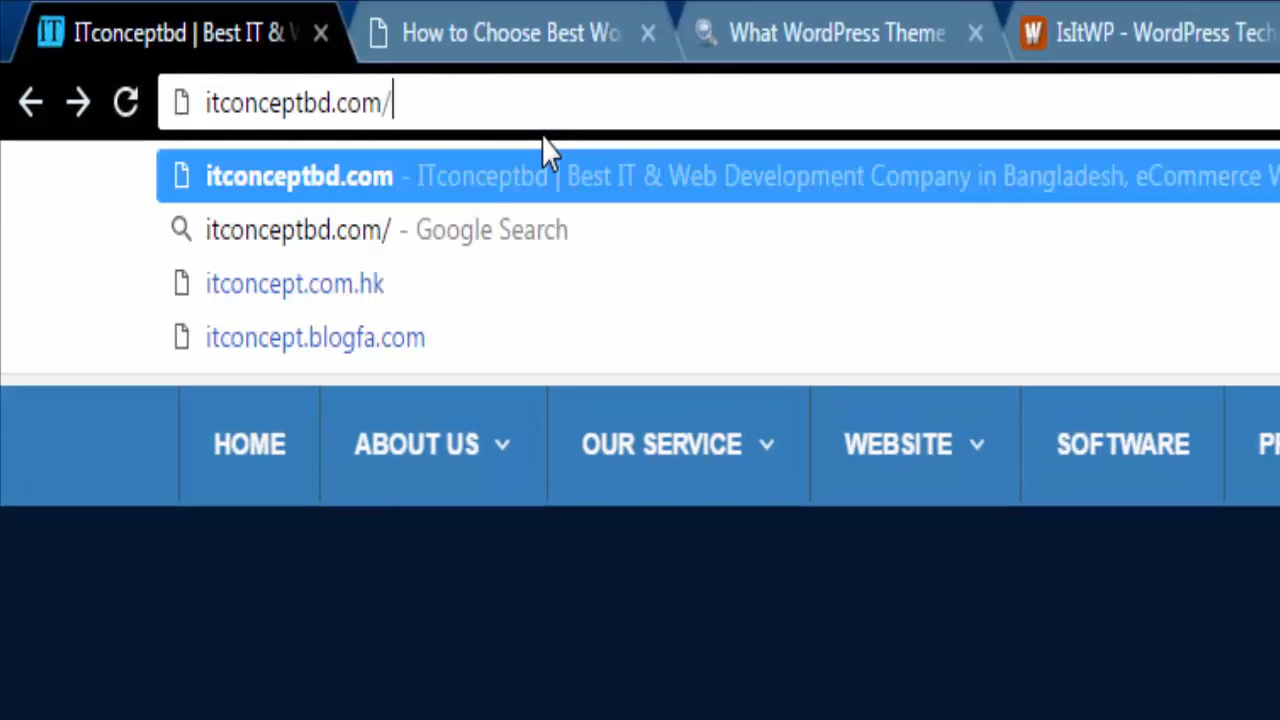 IT ITconceptbd | Best IT & How to Choose Best Wo What WordPress Theme W IsItWP - WordPress Tech
itconceptbd.com/
itconceptbd.com - ITconceptbd | Best IT & Web Development Company in Bangladesh, eCommerce
itconceptbd.com/ - Google Search
itconcept.com.hk
itconcept.blogfa.com
HOME ABOUT US OUR SERVICE WEBSITE SOFTWARE